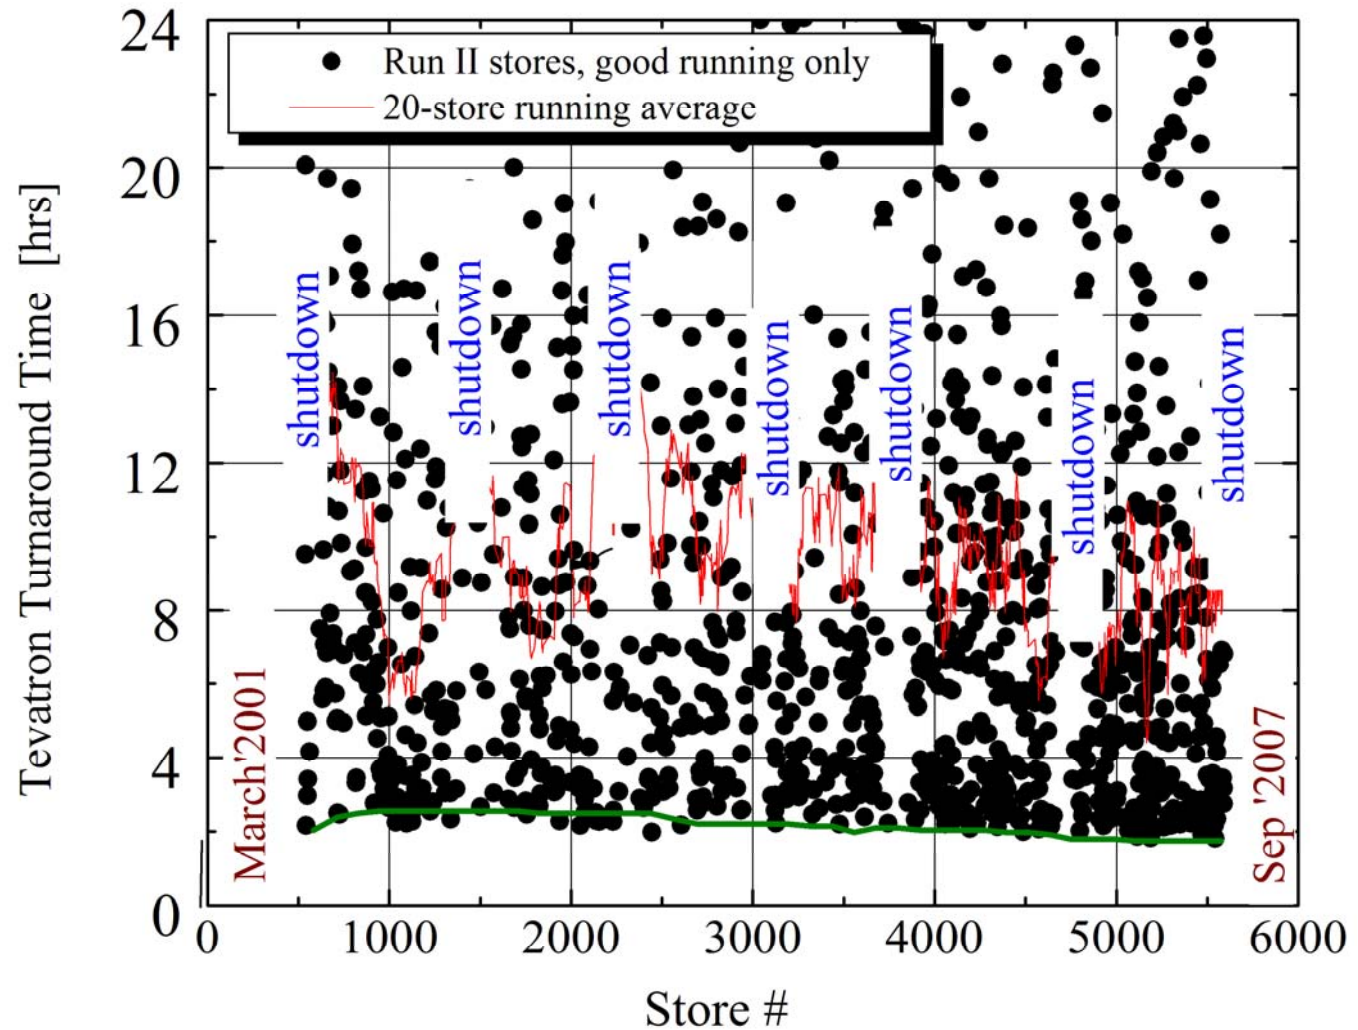 Run II stores, good running only
20-store running average
Tevatron Turnaround Time [hrs]
24
20
16
12
8
4
0
shutdown
shutdown
shutdown
shutdown
shutdown
shutdown
shutdown
March'2001
Sep '2007
0 1000 2000 3000 4000 5000 6000
Store #